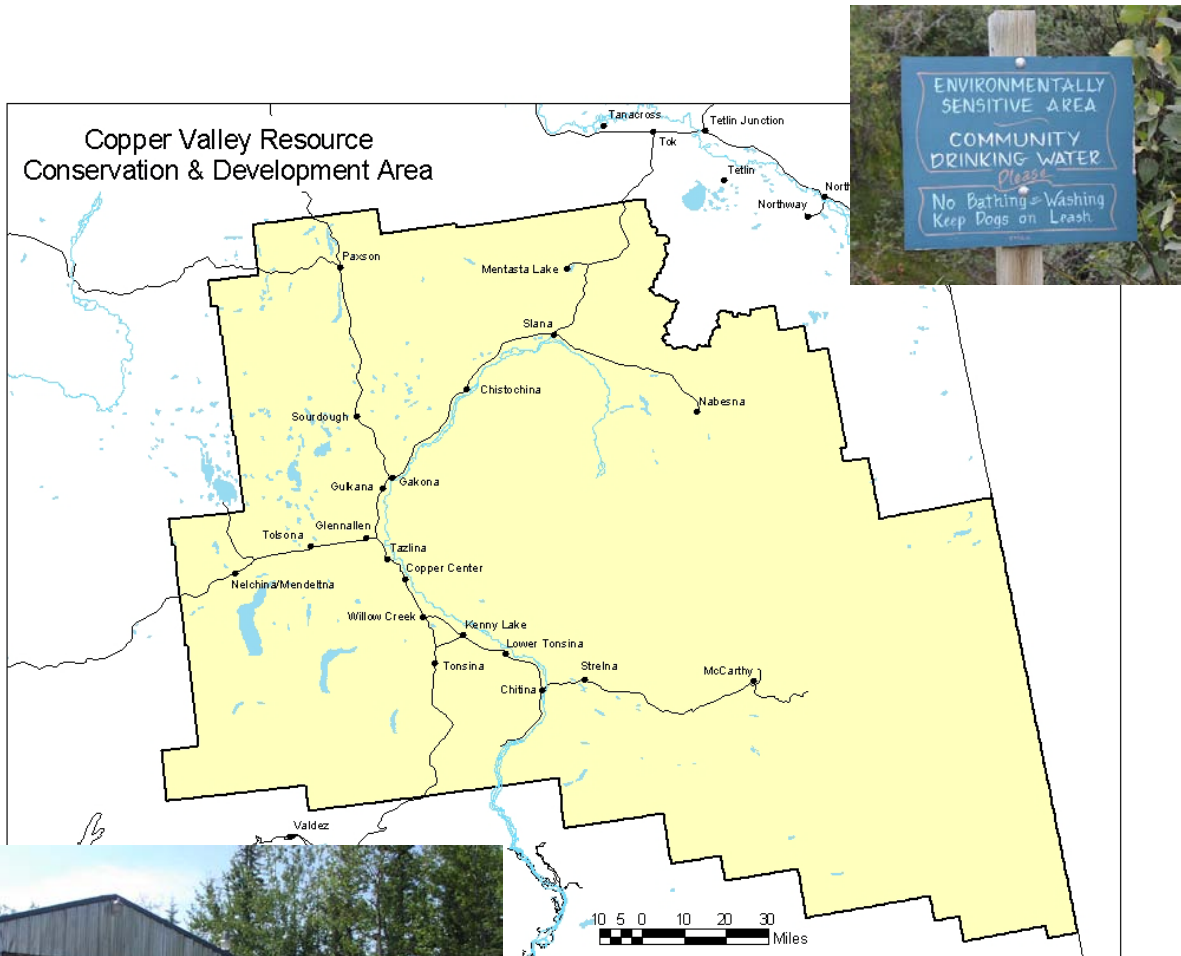 Copper Valley Resource
Conservation & Development Area
ENVIRONMENTALLY
SENSITIVE AREA
COMMUNITY
DRINKING WATER
Please
No Bathing - Washing
Keep Dogs on Leash
Tanacross
Tetlin Junction
Tok
Tetlin
North
Northway
Paxson
Mentasta Lake
Slana
Chistochina
Nabesna
Sourdough
Gakona
Gulkana
Glennallen
Tolsona
Tazlina
Copper Center
Nelchina/Mendeltna
Willow Creek
Kenny Lake
Lower Tonsina
Tonsina
Strelna
McCarthy
Chitina
Valdez
10 5 0 10 20 30
Miles